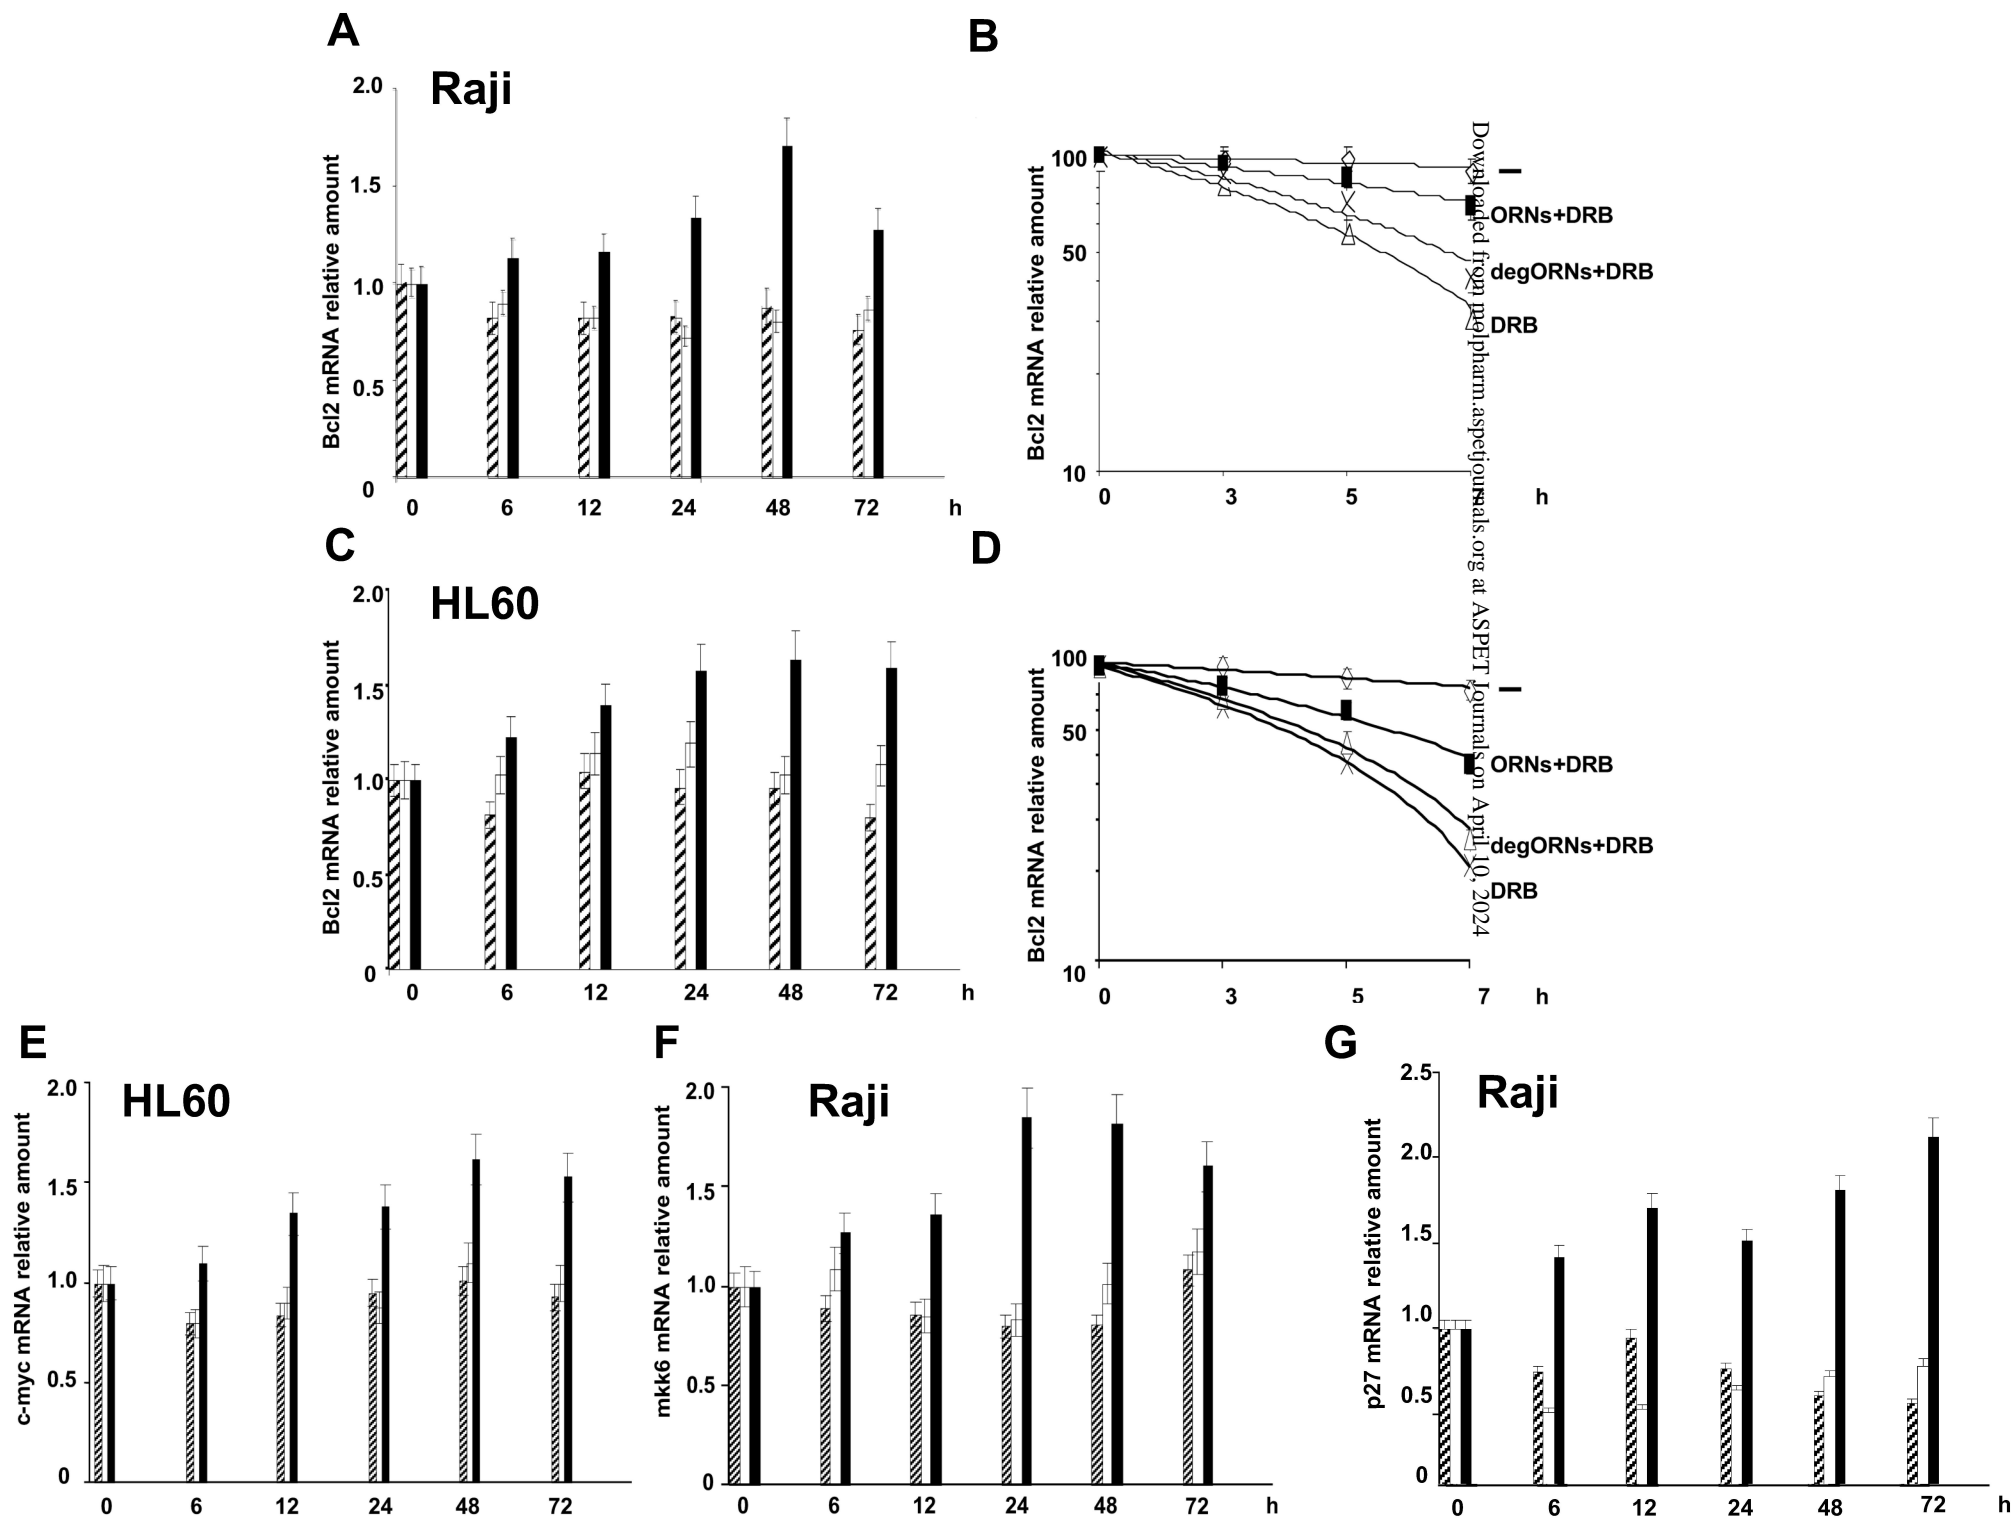 A
Raji
Bcl2 mRNA relative amount
2.0
1.5
1.0
0.5
0
0 6 12 24 48 72 h
B
Bcl2 mRNA relative amount
100
50
10
0 3 5 h
ORNs+DRB
degORNs+DRB
DRB
Downloaded from molpharm.aspetjournals.org at ASPET Journals on April 10, 2024
C
HL60
Bcl2 mRNA relative amount
2.0
1.5
1.0
0.5
0
0 6 12 24 48 72 h
D
Bcl2 mRNA relative amount
100
50
10
0 3 5 7 h
ORNs+DRB
degORNs+DRB
DRB
E
HL60
c-myc mRNA relative amount
2.0
1.5
1.0
0.5
0
0 6 12 24 48 72
F
Raji
mkk6 mRNA relative amount
2.0
1.5
1.0
0.5
0
0 6 12 24 48 72 h
G
Raji
p27 mRNA relative amount
2.5
2.0
1.5
1.0
0.5
0
0 6 12 24 48 72 h